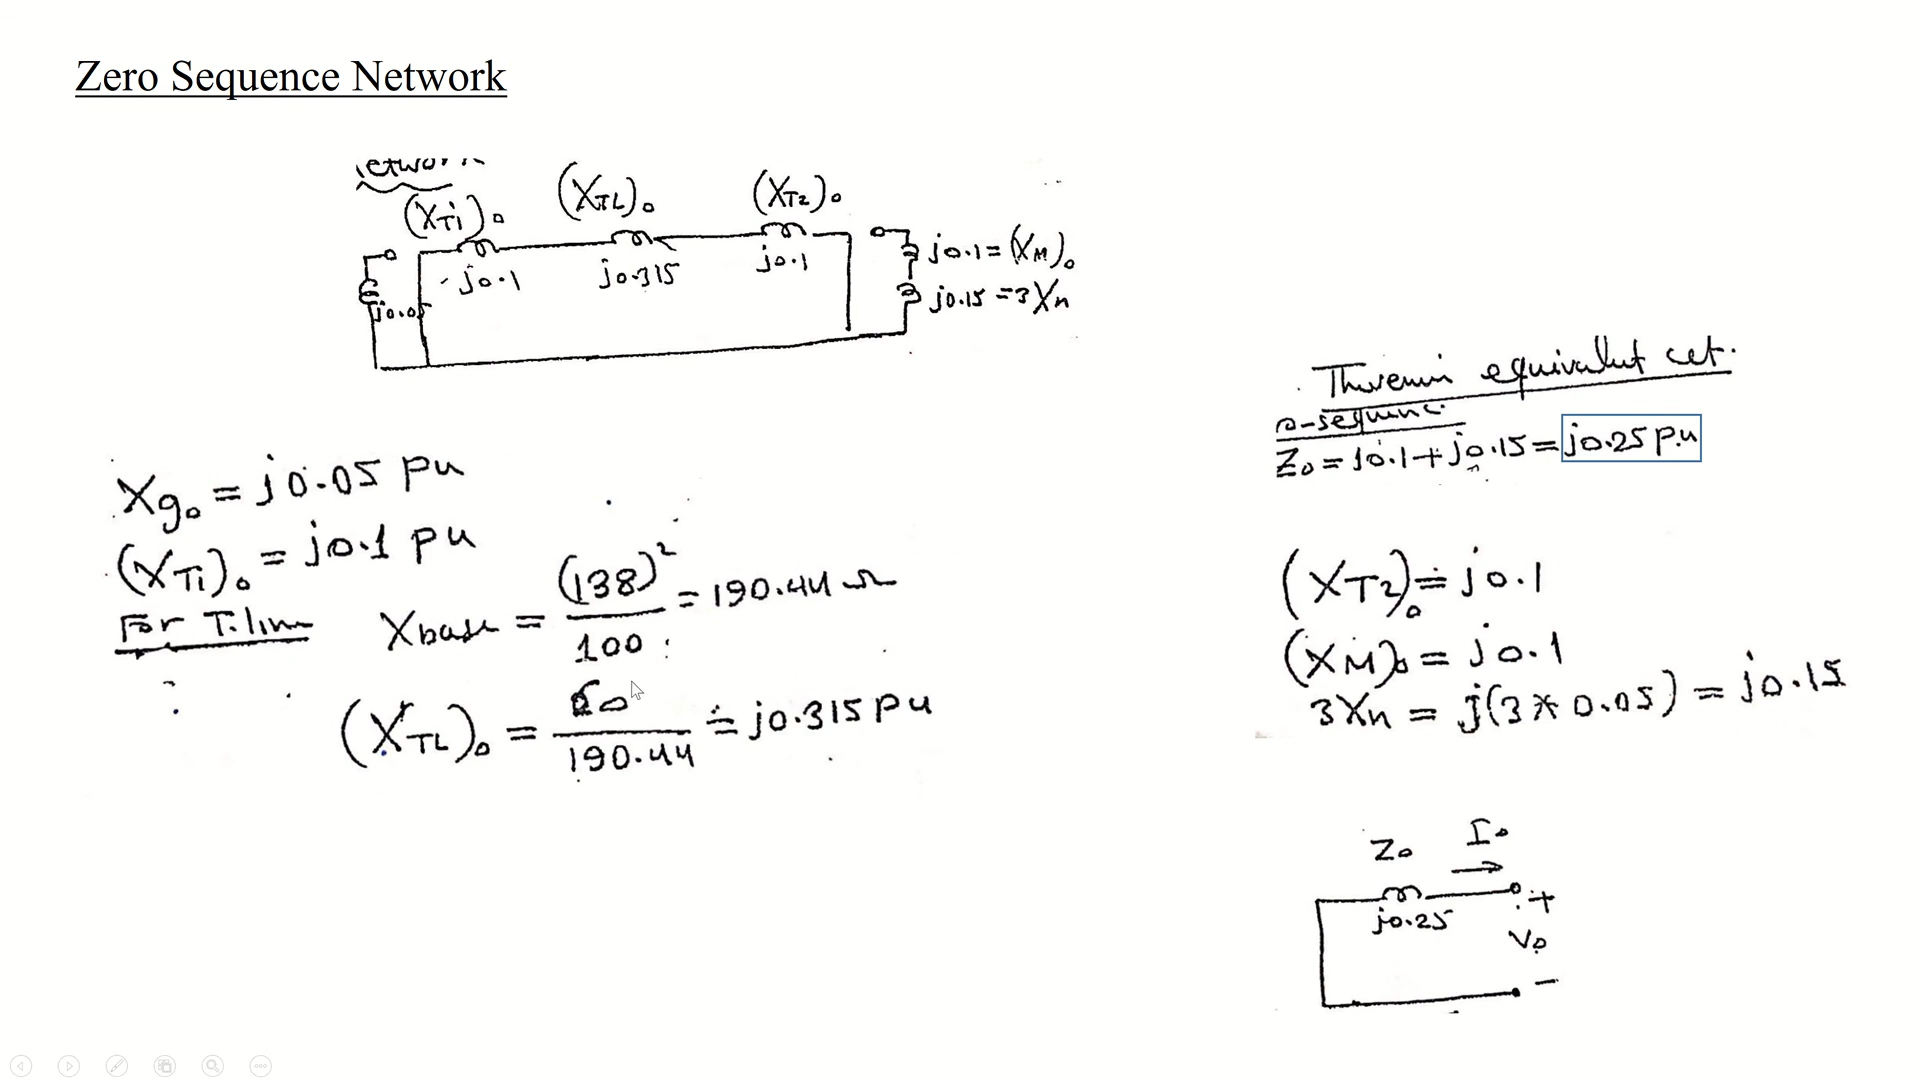 Zero Sequence Network
(XT1)₀
(XTL)₀
(XT2)₀
j0.1
j0.315
j0.1
j0.05
j0.1 = (XM)₀
j0.15 = 3Xn
Xg₀ = j0.05 pu
(XT1)₀ = j0.1 pu
For T.line
Xbase = (138)² / 100 = 190.44 Ω
(XTL)₀ = 60 / 190.44 = j0.315 pu
Thevenin equivalent cct.
0-sequence
Z₀ = j0.1 + j0.15 = j0.25 p.u
(XT2)₀ = j0.1
(XM)₀ = j0.1
3Xn = j(3*0.05) = j0.15
Z₀
I₀
j0.25
+
V₀
−